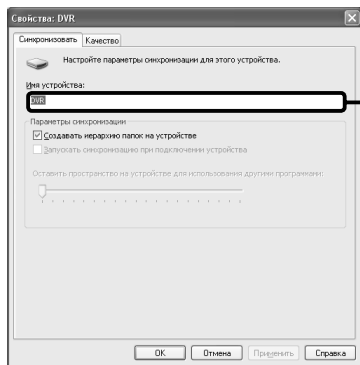 Свойства: DVR
Синхронизовать Качество
Настройте параметры синхронизации для этого устройства.
Имя устройства:
DVR
Параметры синхронизации
Создавать иерархию папок на устройстве
Запускать синхронизацию при подключении устройства
Оставить пространство на устройстве для использования другими программами:
OK Отмена Применить Справка